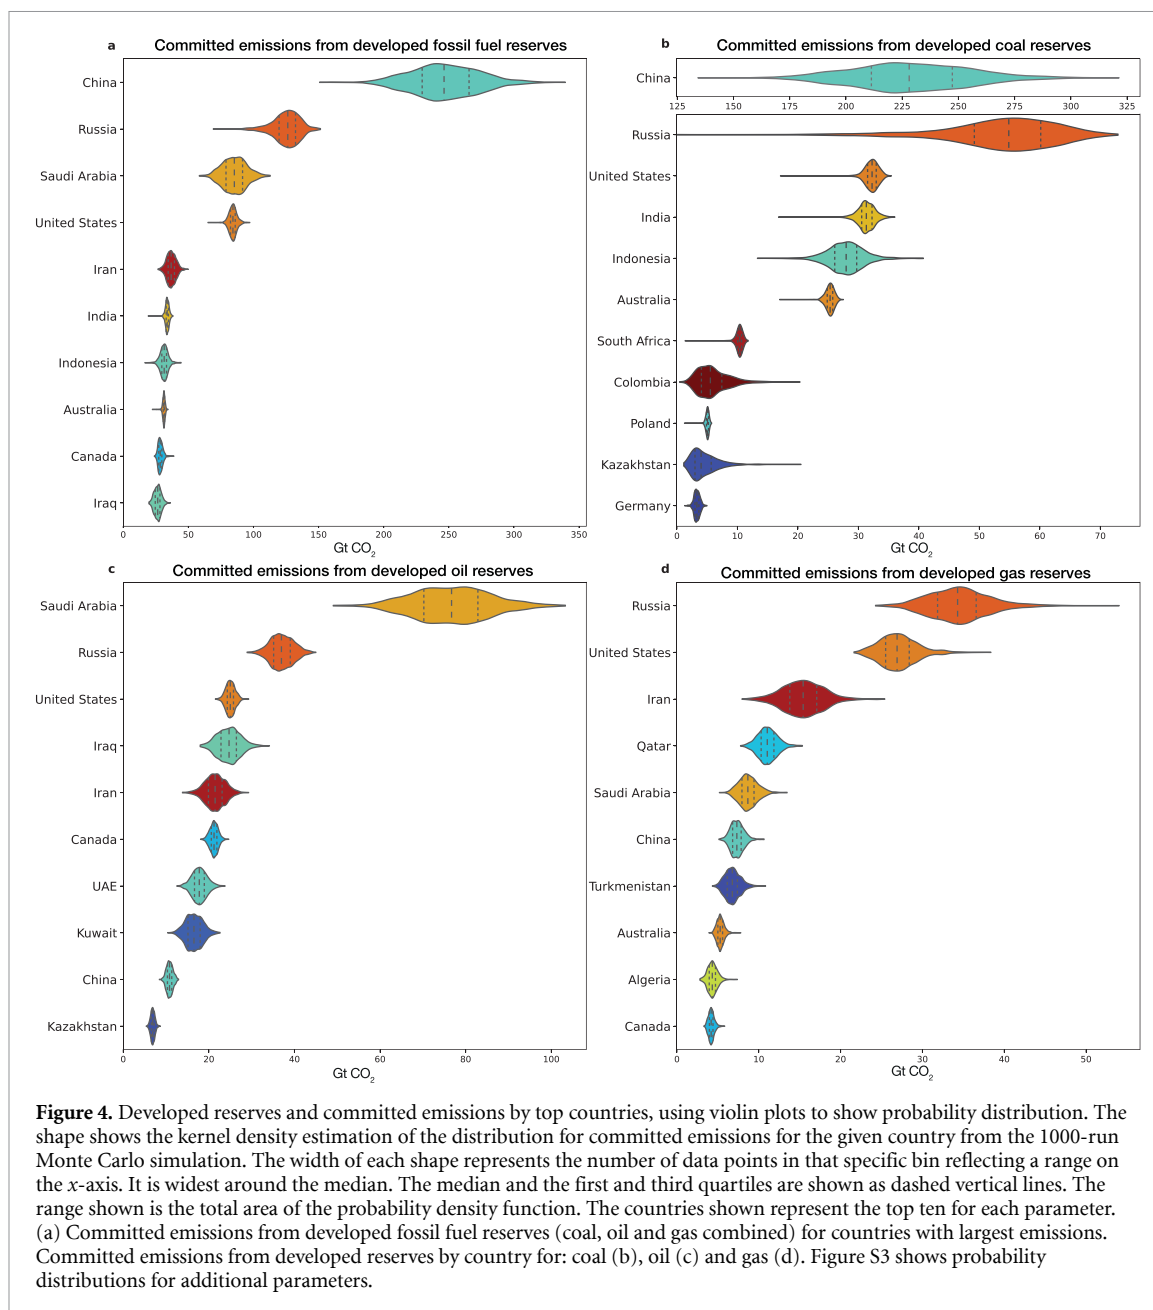 a Committed emissions from developed fossil fuel reserves
China
Russia
Saudi Arabia
United States
Iran
India
Indonesia
Australia
Canada
Iraq
0 50 100 150 200 250 300 350
Gt CO2
b Committed emissions from developed coal reserves
China
125 150 175 200 225 250 275 300 325
Russia
United States
India
Indonesia
Australia
South Africa
Colombia
Poland
Kazakhstan
Germany
0 10 20 30 40 50 60 70
Gt CO2
c Committed emissions from developed oil reserves
Saudi Arabia
Russia
United States
Iraq
Iran
Canada
UAE
Kuwait
China
Kazakhstan
0 20 40 60 80 100
Gt CO2
d Committed emissions from developed gas reserves
Russia
United States
Iran
Qatar
Saudi Arabia
China
Turkmenistan
Australia
Algeria
Canada
0 10 20 30 40 50
Gt CO2
Figure 4. Developed reserves and committed emissions by top countries, using violin plots to show probability distribution. The
shape shows the kernel density estimation of the distribution for committed emissions for the given country from the 1000-run
Monte Carlo simulation. The width of each shape represents the number of data points in that specific bin reflecting a range on
the x-axis. It is widest around the median. The median and the first and third quartiles are shown as dashed vertical lines. The
range shown is the total area of the probability density function. The countries shown represent the top ten for each parameter.
(a) Committed emissions from developed fossil fuel reserves (coal, oil and gas combined) for countries with largest emissions.
Committed emissions from developed reserves by country for: coal (b), oil (c) and gas (d). Figure S3 shows probability
distributions for additional parameters.